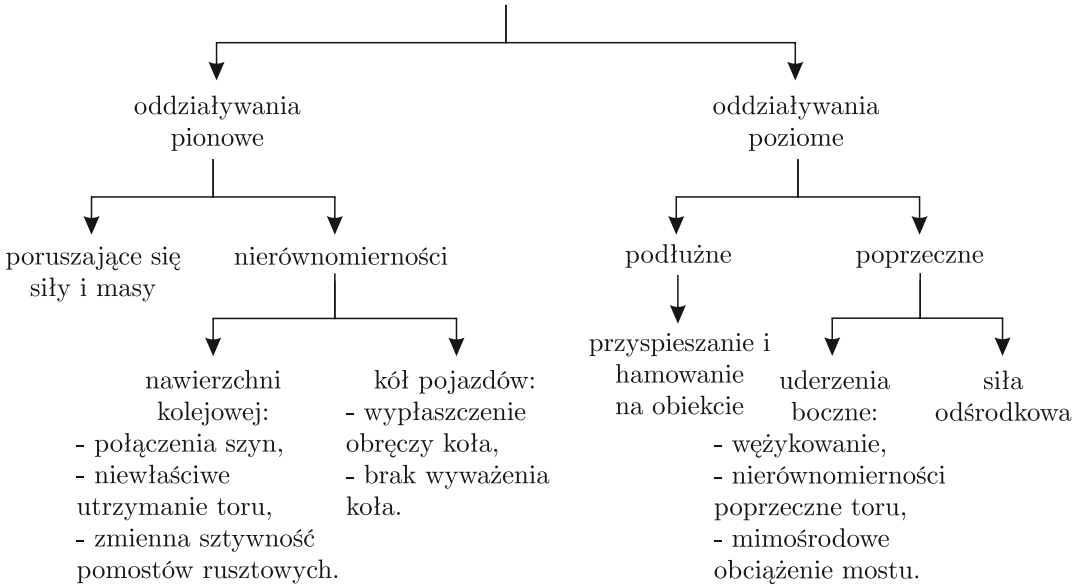 oddziaływania
pionowe
oddziaływania
poziome
poruszające się
siły i masy
nierównomierności
podłużne
poprzeczne
nawierzchni
kolejowej:
- połączenia szyn,
- niewłaściwe
utrzymanie toru,
- zmienna sztywność
pomostów rusztowych.
kół pojazdów:
- wypłaszczenie
obręczy koła,
- brak wyważenia
koła.
przyspieszanie i
hamowanie
na obiekcie
uderzenia
boczne:
- wężykowanie,
- nierównomierności
poprzeczne toru,
- mimośrodowe
obciążenie mostu.
siła
odśrodkowa